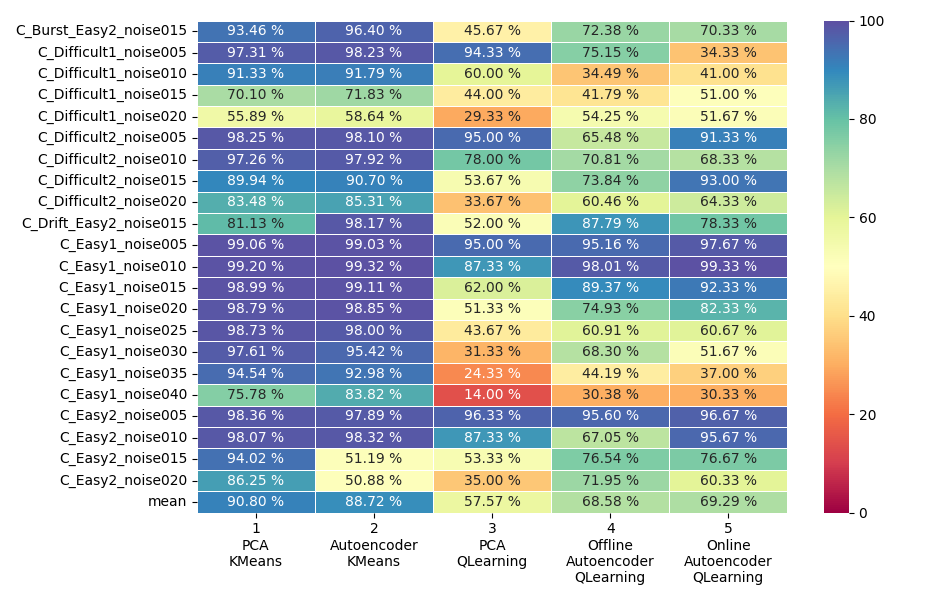 C_Burst_Easy2_noise015 93.46 % 96.40 % 45.67 % 72.38 % 70.33 %
C_Difficult1_noise005 97.31 % 98.23 % 94.33 % 75.15 % 34.33 %
C_Difficult1_noise010 91.33 % 91.79 % 60.00 % 34.49 % 41.00 %
C_Difficult1_noise015 70.10 % 71.83 % 44.00 % 41.79 % 51.00 %
C_Difficult1_noise020 55.89 % 58.64 % 29.33 % 54.25 % 51.67 %
C_Difficult2_noise005 98.25 % 98.10 % 95.00 % 65.48 % 91.33 %
C_Difficult2_noise010 97.26 % 97.92 % 78.00 % 70.81 % 68.33 %
C_Difficult2_noise015 89.94 % 90.70 % 53.67 % 73.84 % 93.00 %
C_Difficult2_noise020 83.48 % 85.31 % 33.67 % 60.46 % 64.33 %
C_Drift_Easy2_noise015 81.13 % 98.17 % 52.00 % 87.79 % 78.33 %
C_Easy1_noise005 99.06 % 99.03 % 95.00 % 95.16 % 97.67 %
C_Easy1_noise010 99.20 % 99.32 % 87.33 % 98.01 % 99.33 %
C_Easy1_noise015 98.99 % 99.11 % 62.00 % 89.37 % 92.33 %
C_Easy1_noise020 98.79 % 98.85 % 51.33 % 74.93 % 82.33 %
C_Easy1_noise025 98.73 % 98.00 % 43.67 % 60.91 % 60.67 %
C_Easy1_noise030 97.61 % 95.42 % 31.33 % 68.30 % 51.67 %
C_Easy1_noise035 94.54 % 92.98 % 24.33 % 44.19 % 37.00 %
C_Easy1_noise040 75.78 % 83.82 % 14.00 % 30.38 % 30.33 %
C_Easy2_noise005 98.36 % 97.89 % 96.33 % 95.60 % 96.67 %
C_Easy2_noise010 98.07 % 98.32 % 87.33 % 67.05 % 95.67 %
C_Easy2_noise015 94.02 % 51.19 % 53.33 % 76.54 % 76.67 %
C_Easy2_noise020 86.25 % 50.88 % 35.00 % 71.95 % 60.33 %
mean 90.80 % 88.72 % 57.57 % 68.58 % 69.29 %
1 2 3 4 5
PCA Autoencoder PCA Offline Online
KMeans KMeans QLearning Autoencoder Autoencoder
QLearning QLearning
100
80
60
40
20
0